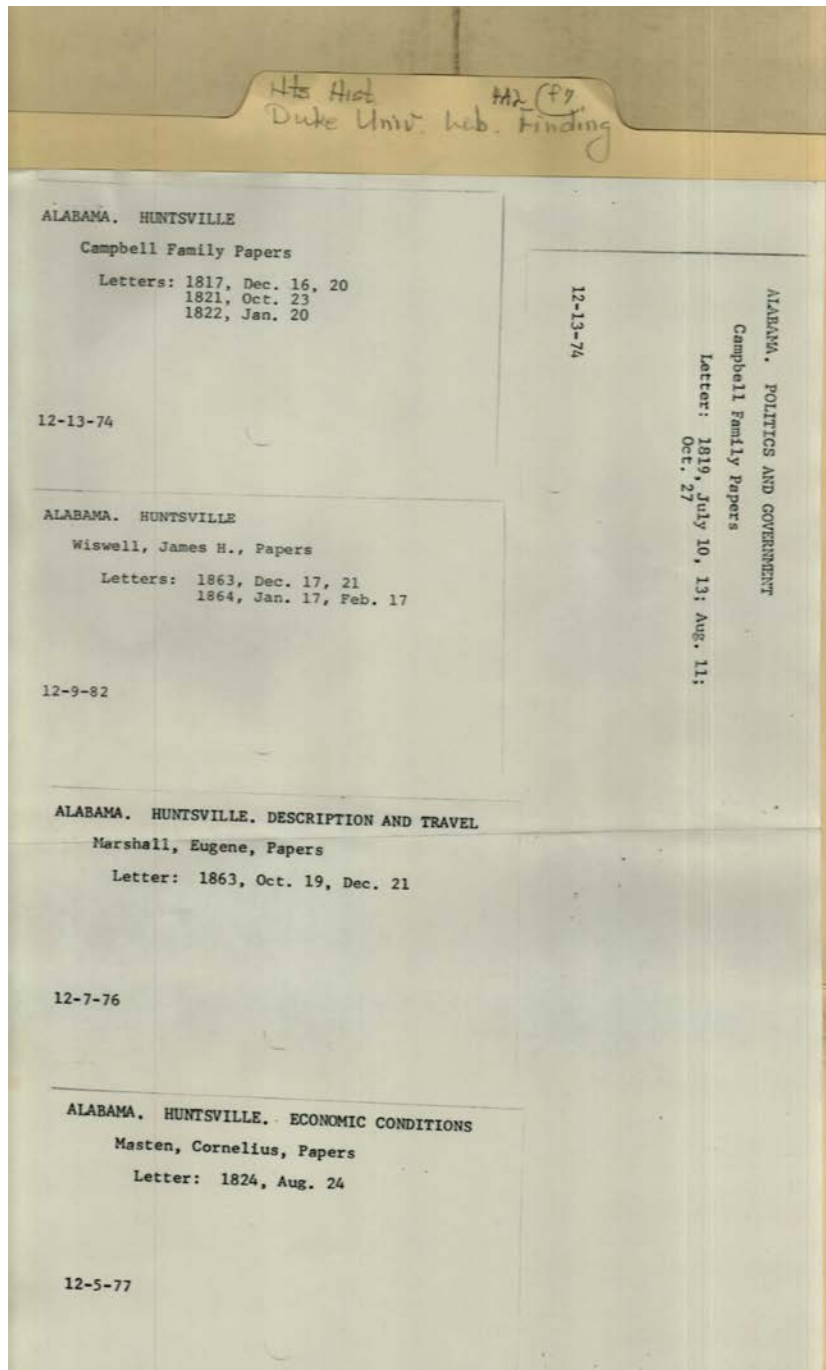 Hts Hist
Duke Univ. Lib. Finding
ALABAMA. HUNTSVILLE
Campbell Family Papers
Letters: 1817, Dec. 16, 20
1821, Oct. 23
1822, Jan. 20
12-13-74
ALABAMA. HUNTSVILLE
Wiswell, James H., Papers
Letters: 1863, Dec. 17, 21
1864, Jan. 17, Feb. 17
12-9-82
ALABAMA. HUNTSVILLE. DESCRIPTION AND TRAVEL
Marshall, Eugene, Papers
Letter: 1863, Oct. 19, Dec. 21
12-7-76
ALABAMA. HUNTSVILLE. ECONOMIC CONDITIONS
Masten, Cornelius, Papers
Letter: 1824, Aug. 24
12-5-77
ALABAMA. POLITICS AND GOVERNMENT
Campbell Family Papers
Letter: 1819, July 10, 13; Aug. 11;
Oct. 27
12-13-74